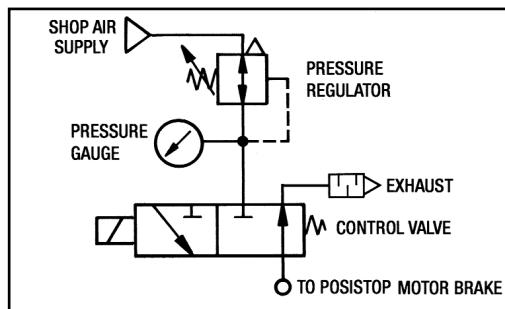 SHOP AIR
SUPPLY
PRESSURE
REGULATOR
PRESSURE
GAUGE
EXHAUST
CONTROL VALVE
TO POSISTOP MOTOR BRAKE